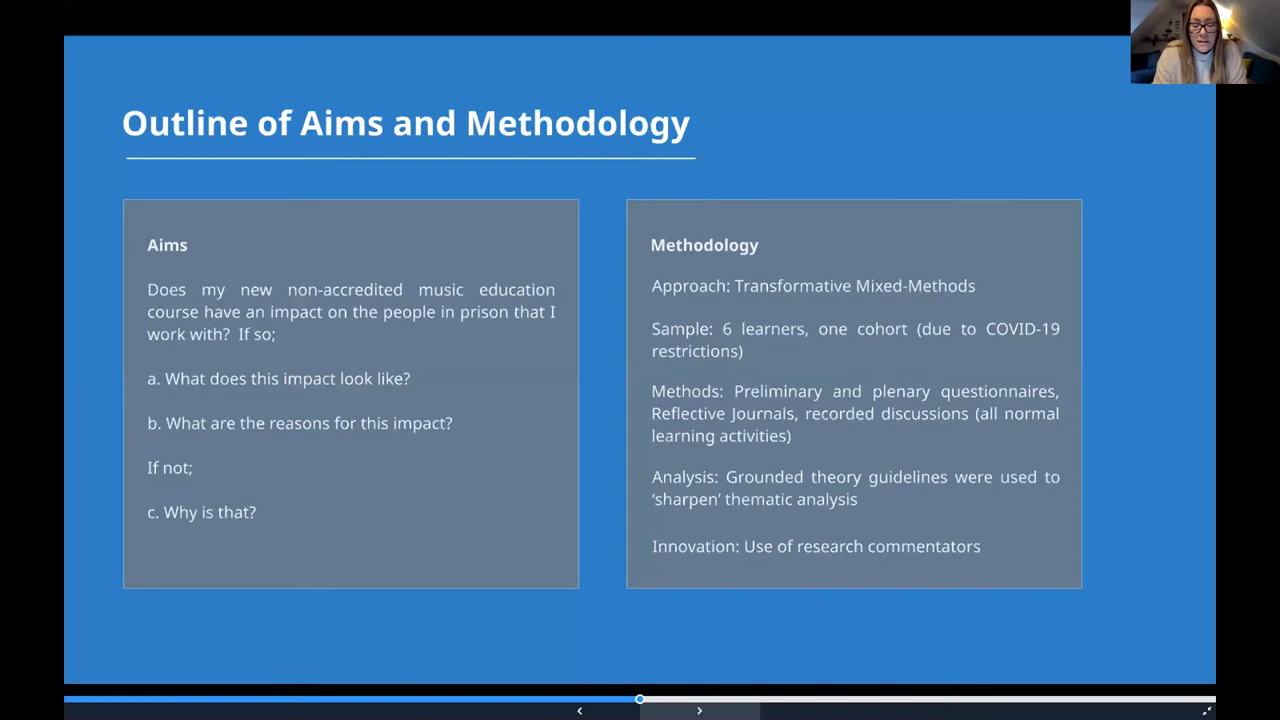 Outline of Aims and Methodology
Aims
Does my new non-accredited music education
course have an impact on the people in prison that I
work with? If so;
a. What does this impact look like?
b. What are the reasons for this impact?
If not;
c. Why is that?
Methodology
Approach: Transformative Mixed-Methods
Sample: 6 learners, one cohort (due to COVID-19
restrictions)
Methods: Preliminary and plenary questionnaires,
Reflective Journals, recorded discussions (all normal
learning activities)
Analysis: Grounded theory guidelines were used to
‘sharpen’ thematic analysis
Innovation: Use of research commentators